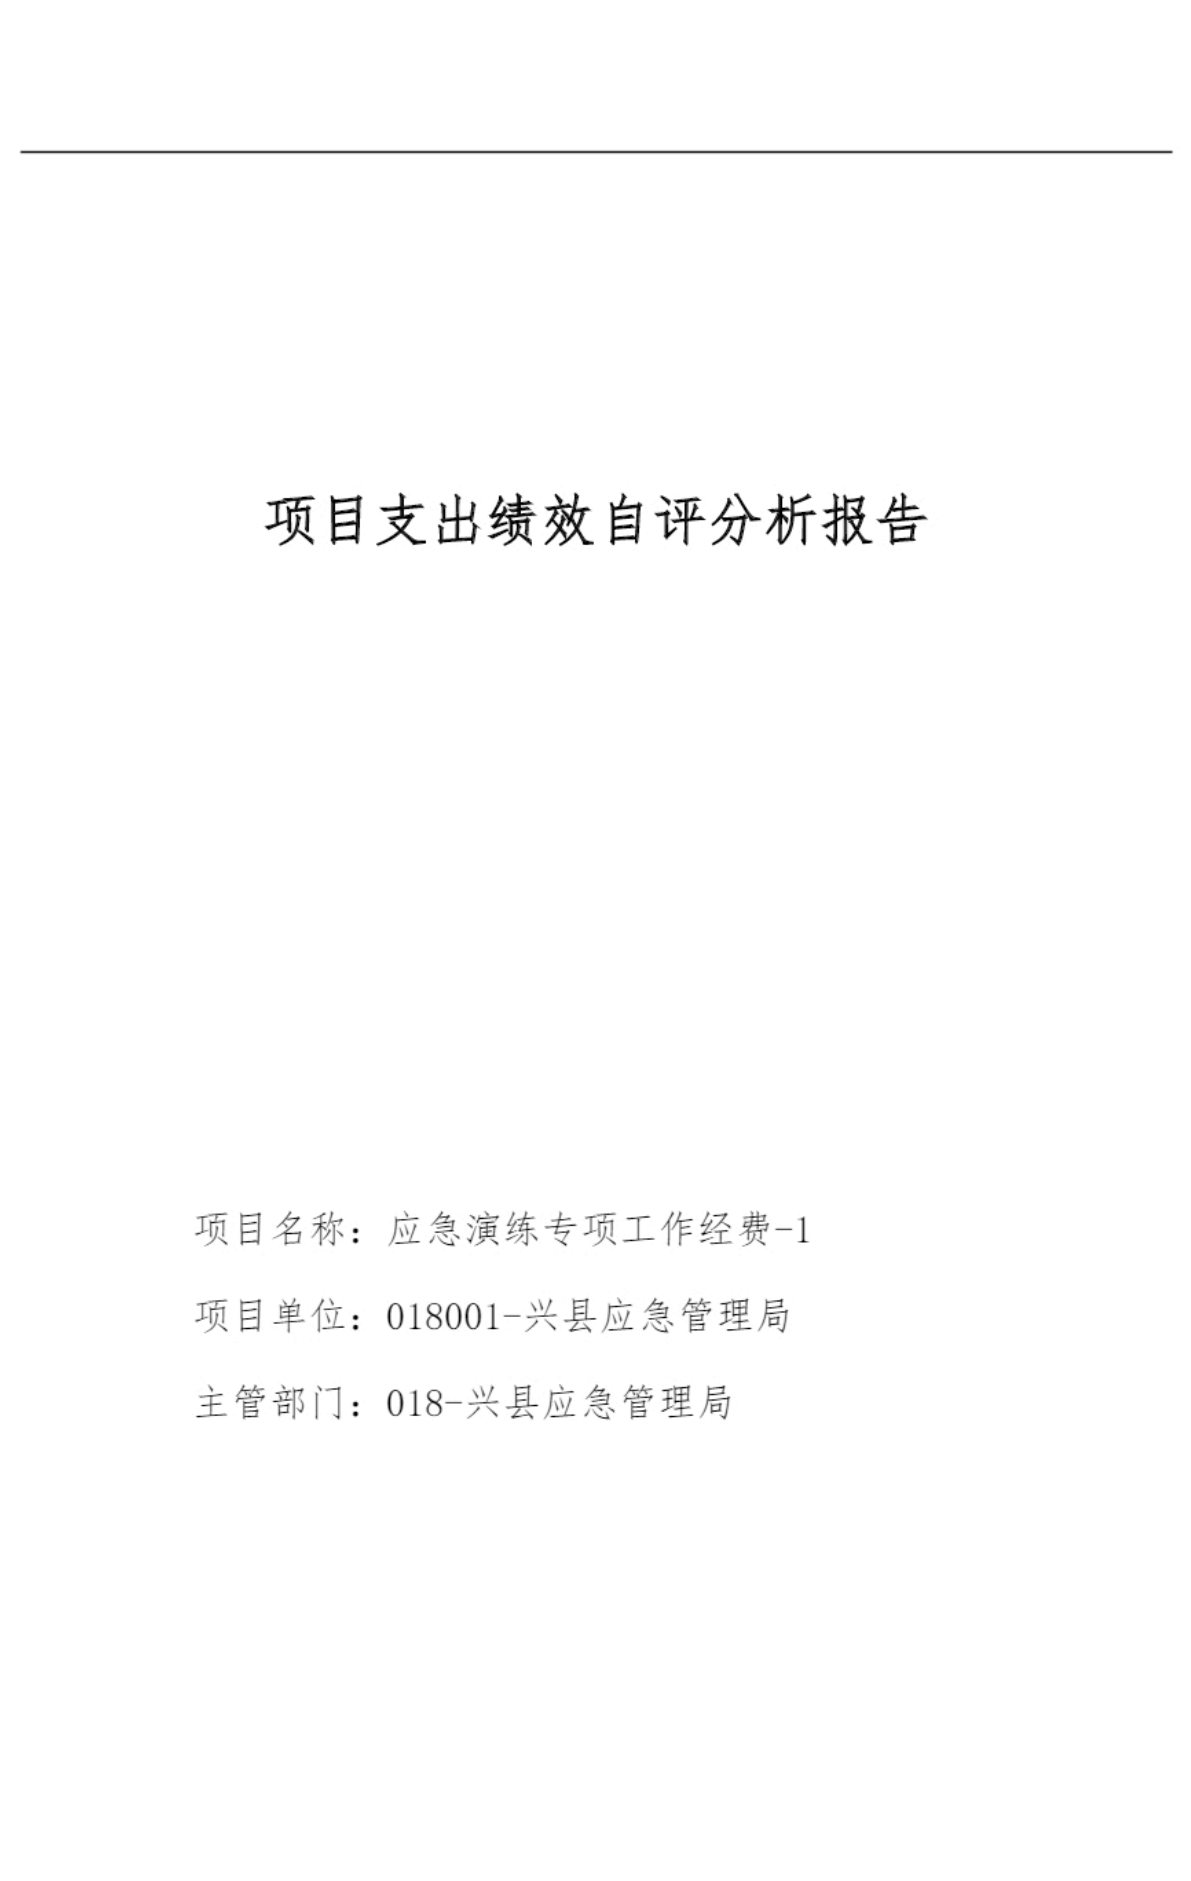 项目支出绩效自评分析报告
项目名称：应急演练专项工作经费-1
项目单位：018001-兴县应急管理局
主管部门：018-兴县应急管理局